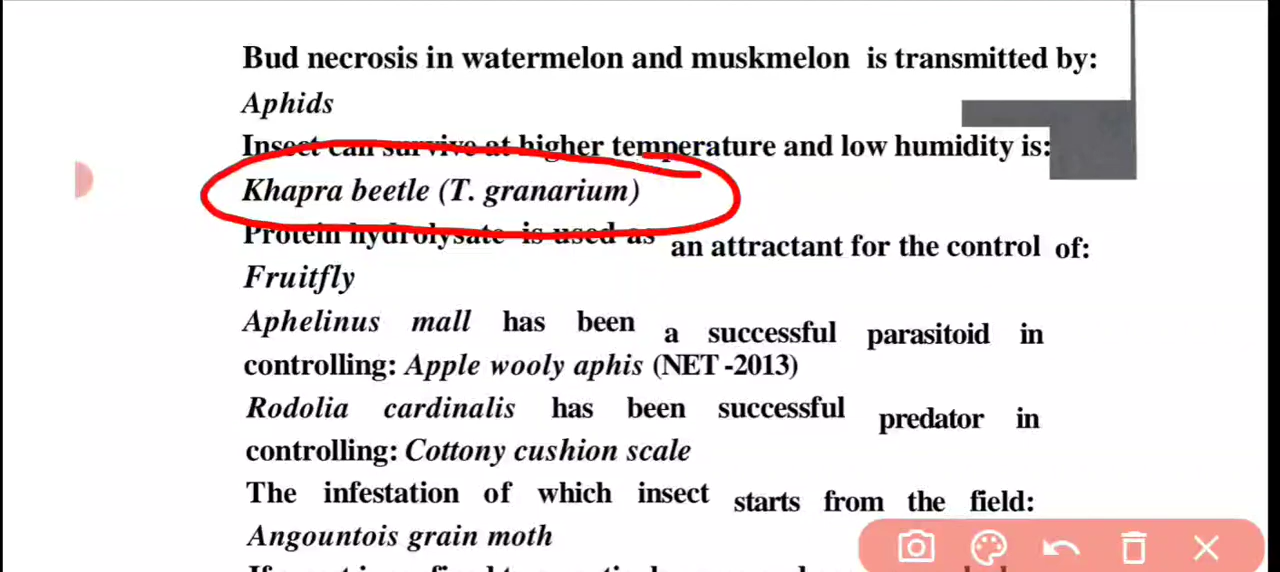 Bud necrosis in watermelon and muskmelon is transmitted by:
Aphids
Insect can survive at higher temperature and low humidity is:
Khapra beetle (T. granarium)
Protein hydrolysate is used as an attractant for the control of:
Fruitfly
Aphelinus mall has been a successful parasitoid in
controlling: Apple wooly aphis (NET -2013)
Rodolia cardinalis has been successful predator in
controlling: Cottony cushion scale
The infestation of which insect starts from the field:
Angountois grain moth